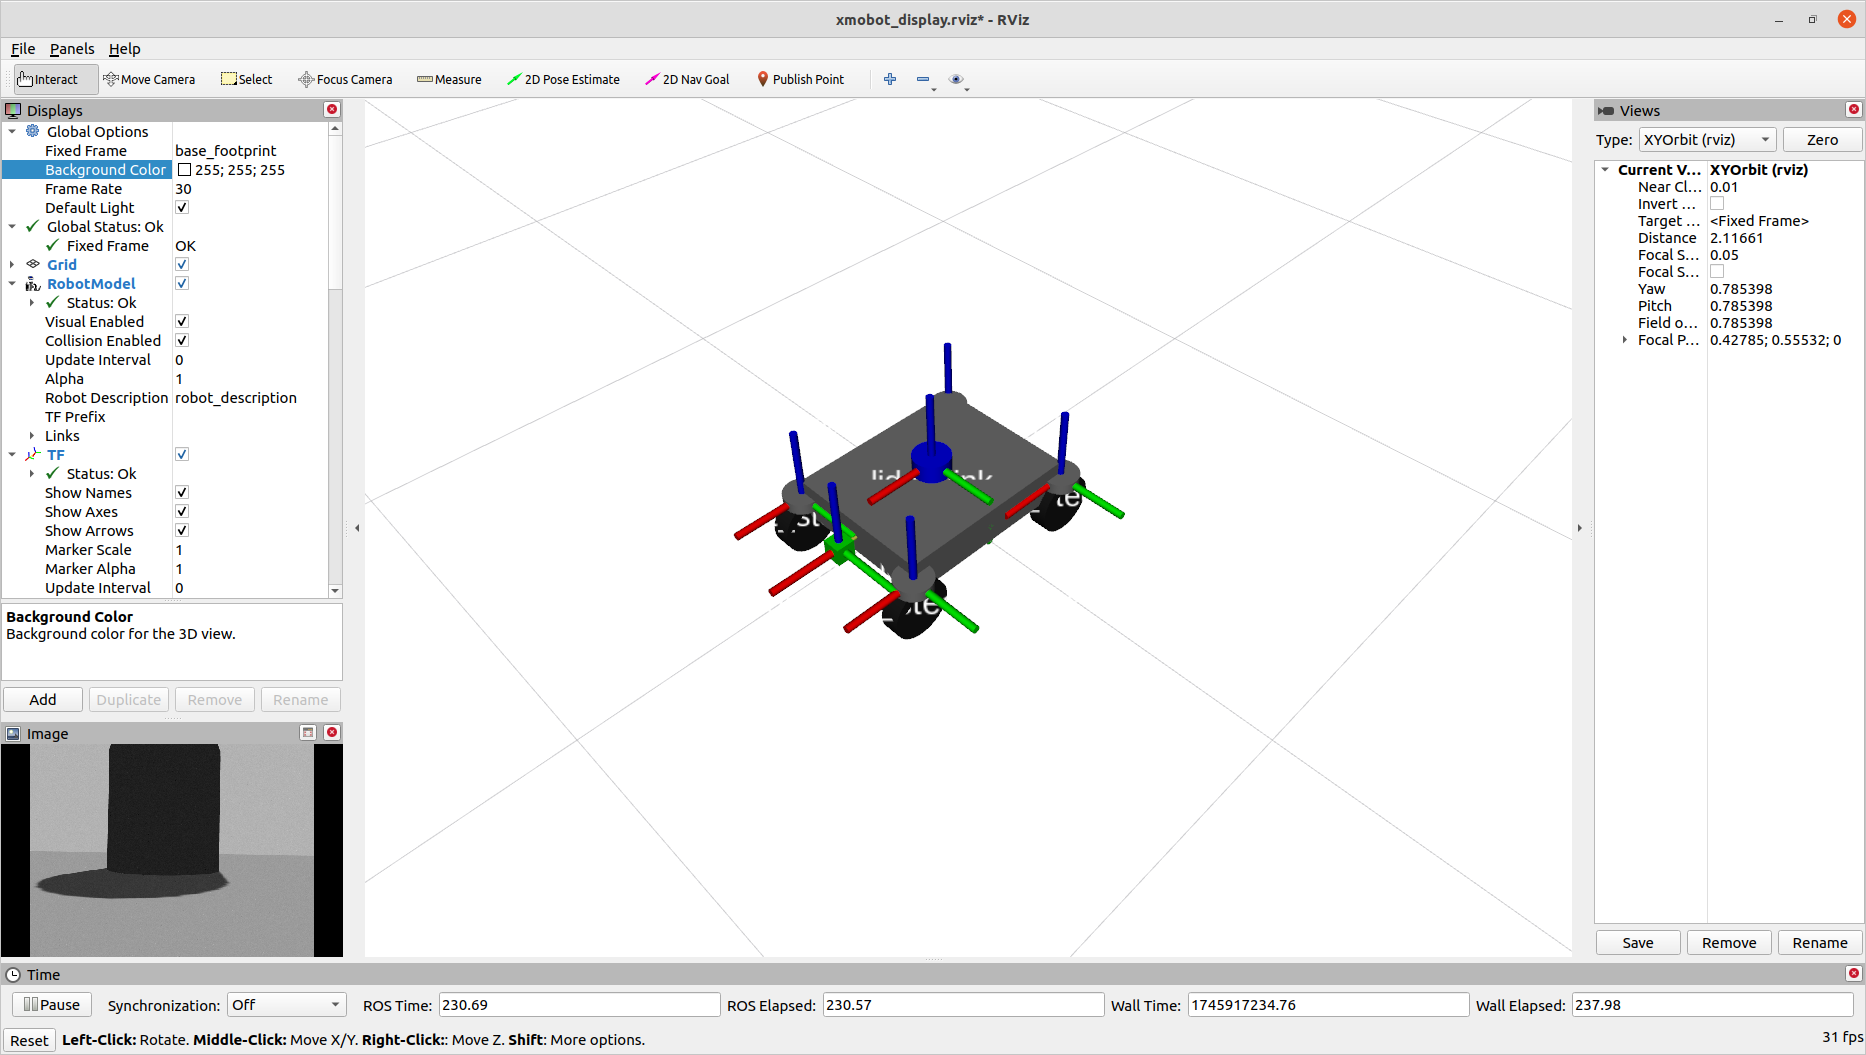 xmobot_display.rviz* - RViz
File Panels Help
Interact Move Camera Select Focus Camera Measure 2D Pose Estimate 2D Nav Goal Publish Point
Displays
Global Options
Fixed Frame base_footprint
Background Color 255; 255; 255
Frame Rate 30
Default Light
Global Status: Ok
Fixed Frame OK
Grid
RobotModel
Status: Ok
Visual Enabled
Collision Enabled
Update Interval 0
Alpha 1
Robot Description robot_description
TF Prefix
Links
TF
Status: Ok
Show Names
Show Axes
Show Arrows
Marker Scale 1
Marker Alpha 1
Update Interval 0
Background Color
Background color for the 3D view.
Add Duplicate Remove Rename
Image
Views
Type: XYOrbit (rviz) Zero
Current V... XYOrbit (rviz)
Near Cl... 0.01
Invert ...
Target ... <Fixed Frame>
Distance 2.11661
Focal S... 0.05
Focal S...
Yaw 0.785398
Pitch 0.785398
Field o... 0.785398
Focal P... 0.42785; 0.55532; 0
Save Remove Rename
Time
Pause Synchronization: Off ROS Time: 230.69 ROS Elapsed: 230.57 Wall Time: 1745917234.76 Wall Elapsed: 237.98
Reset Left-Click: Rotate. Middle-Click: Move X/Y. Right-Click:: Move Z. Shift: More options. 31 fps